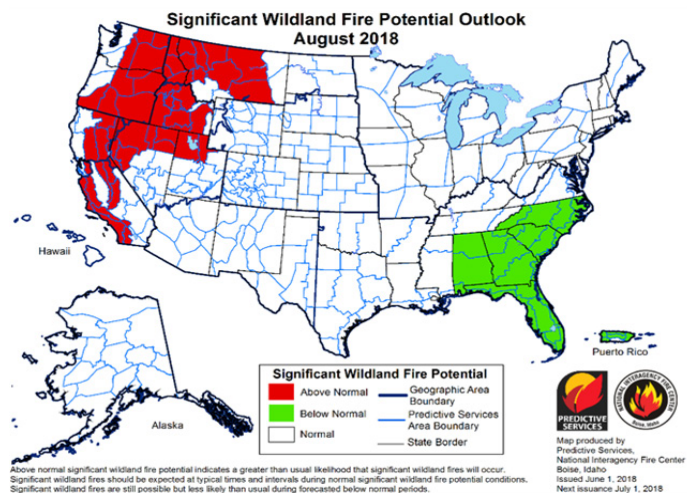 Significant Wildland Fire Potential Outlook
August 2018
Hawaii
Alaska
Puerto Rico
Significant Wildland Fire Potential
Above Normal
Below Normal
Normal
Geographic Area
Boundary
Predictive Services
Area Boundary
State Border
PREDICTIVE
SERVICES
NATIONAL INTERAGENCY FIRE CENTER
Boise, Idaho
Map produced by
Predictive Services,
National Interagency Fire Center
Boise, Idaho
Issued June 1, 2018
Next issuance July 1, 2018
Above normal significant wildland fire potential indicates a greater than usual likelihood that significant wildland fires will occur.
Significant wildland fires should be expected at typical times and intervals during normal significant wildland fire potential conditions.
Significant wildland fires are still possible but less likely than usual during forecasted below normal periods.